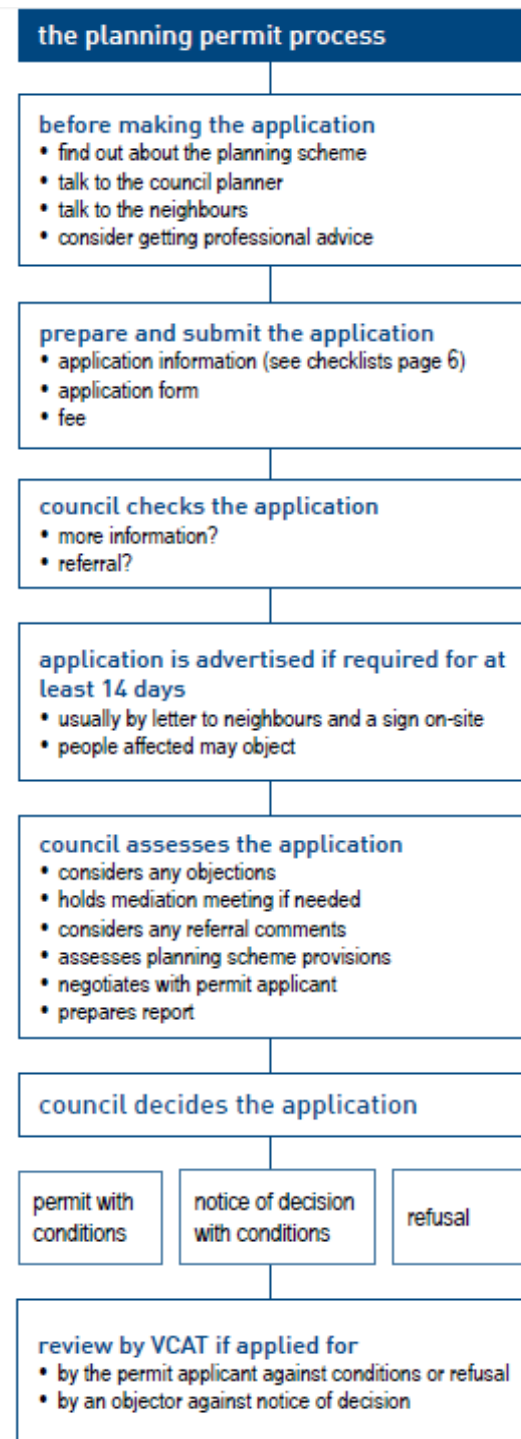 the planning permit process
before making the application
• find out about the planning scheme
• talk to the council planner
• talk to the neighbours
• consider getting professional advice
prepare and submit the application
• application information (see checklists page 6)
• application form
• fee
council checks the application
• more information?
• referral?
application is advertised if required for at
least 14 days
• usually by letter to neighbours and a sign on-site
• people affected may object
council assesses the application
• considers any objections
• holds mediation meeting if needed
• considers any referral comments
• assesses planning scheme provisions
• negotiates with permit applicant
• prepares report
council decides the application
permit with
conditions
notice of decision
with conditions
refusal
review by VCAT if applied for
• by the permit applicant against conditions or refusal
• by an objector against notice of decision